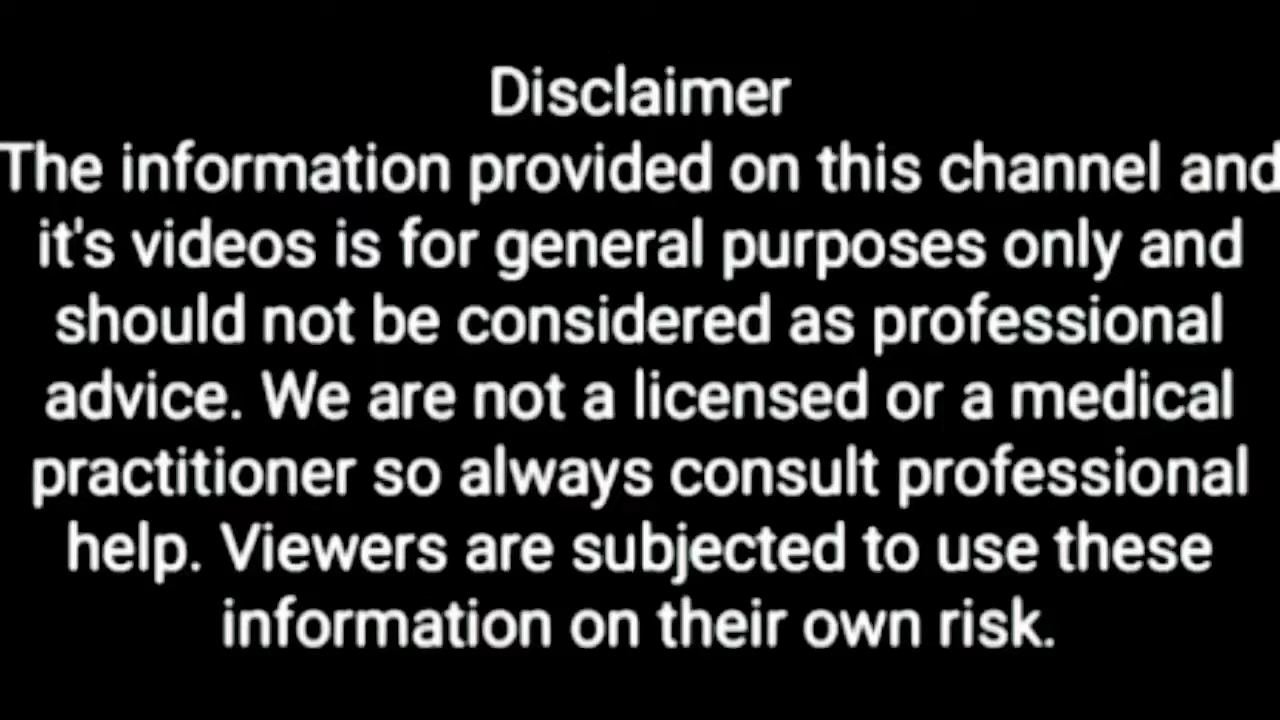 Disclaimer
The information provided on this channel and
it's videos is for general purposes only and
should not be considered as professional
advice. We are not a licensed or a medical
practitioner so always consult professional
help. Viewers are subjected to use these
information on their own risk.